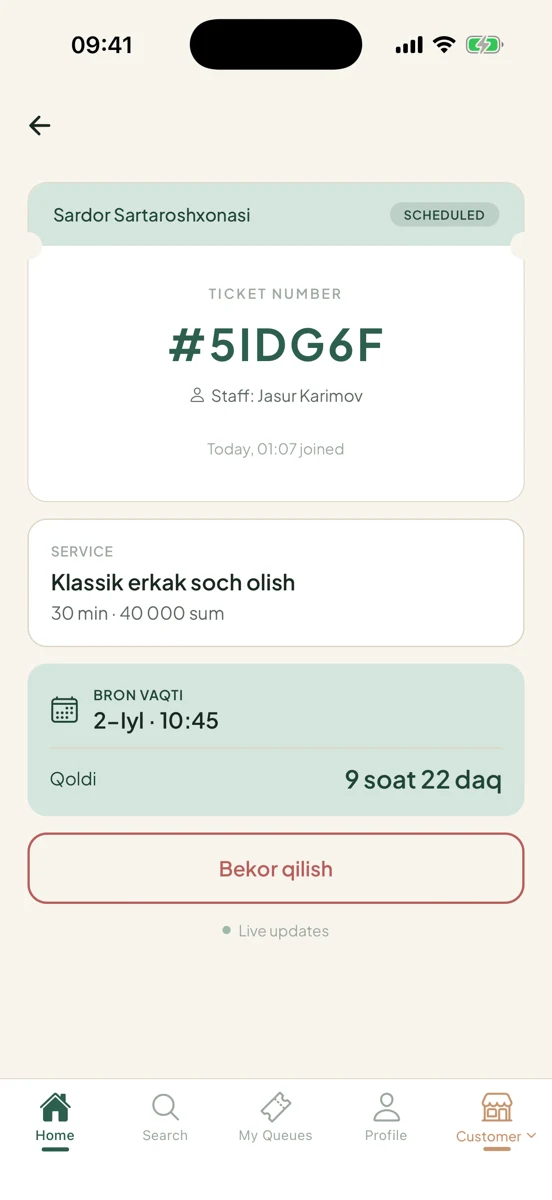 09:41
Sardor Sartaroshxonasi
SCHEDULED
TICKET NUMBER
#5IDG6F
Staff: Jasur Karimov
Today, 01:07 joined
SERVICE
Klassik erkak soch olish
30 min · 40 000 sum
BRON VAQTI
2-Iyl · 10:45
Qoldi
9 soat 22 daq
Bekor qilish
Live updates
Home
Search
My Queues
Profile
Customer